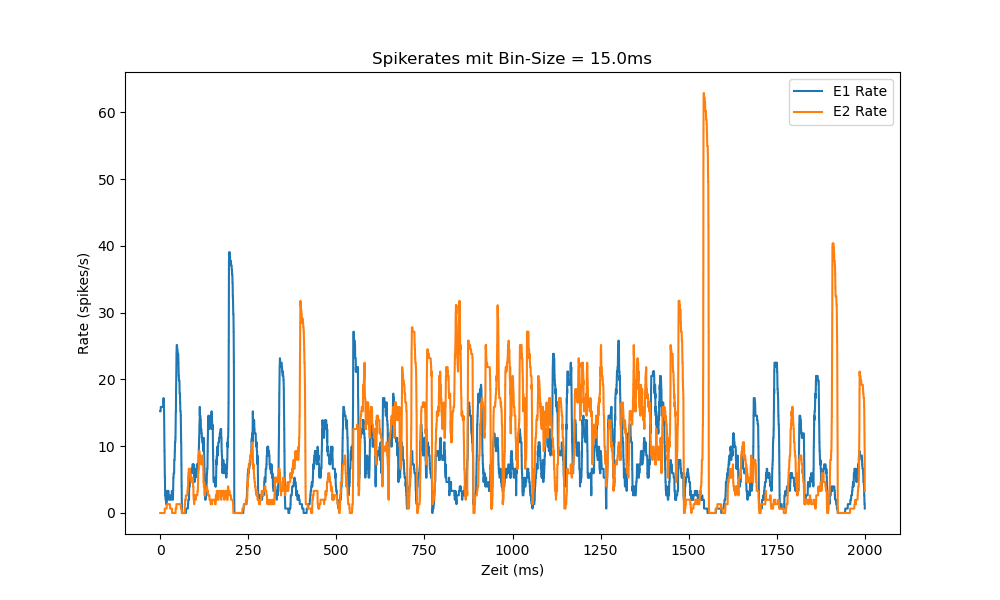 Spikerates mit Bin-Size = 15.0ms
E1 Rate
E2 Rate
Rate (spikes/s)
60
50
40
30
20
10
0
0 250 500 750 1000 1250 1500 1750 2000
Zeit (ms)